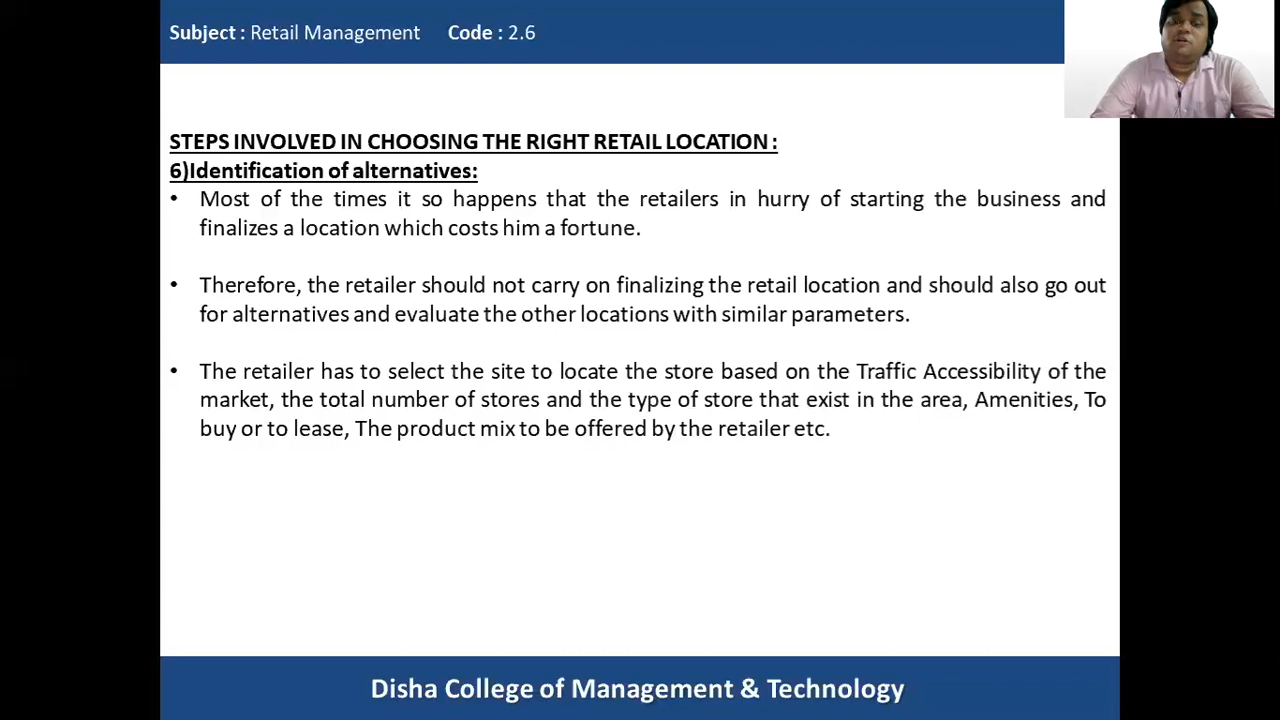 Subject : Retail Management Code : 2.6
STEPS INVOLVED IN CHOOSING THE RIGHT RETAIL LOCATION :
6)Identification of alternatives:
• Most of the times it so happens that the retailers in hurry of starting the business and
finalizes a location which costs him a fortune.
• Therefore, the retailer should not carry on finalizing the retail location and should also go out
for alternatives and evaluate the other locations with similar parameters.
• The retailer has to select the site to locate the store based on the Traffic Accessibility of the
market, the total number of stores and the type of store that exist in the area, Amenities, To
buy or to lease, The product mix to be offered by the retailer etc.
Disha College of Management & Technology